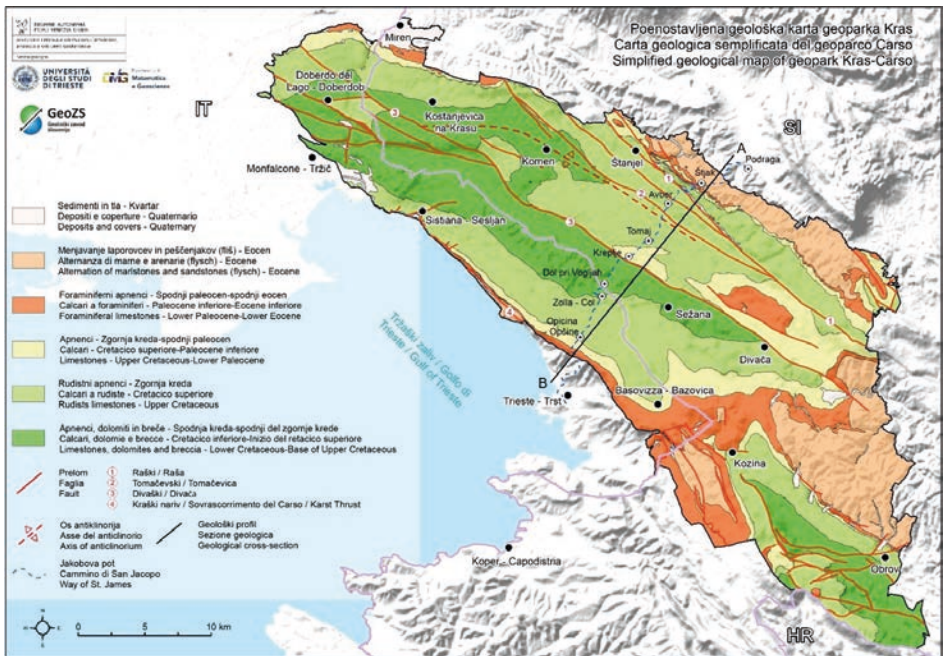 Poenostavljena geološka karta geoparka Kras
Carta geologica semplificata del geoparco Carso
Simplified geological map of geopark Kras-Carso
UNIVERSITÀ
DEGLI STUDI
DI TRIESTE
Matematica
e Geoscienze
GeoZS
Geološki zavod
Slovenije
IT
SI
HR
Miren
Doberdò del
Lago - Doberdob
Kostanjevica
na Krasu
Komen
Štanjel
Monfalcone - Tržič
Sistiana - Sesljan
A
Podraga
Štjak
Avber
Tomaj
Kreplje
Dol pri Vogljah
Zolla - Col
Sežana
Opicina
Opčine
Divača
B
Trieste - Trst
Basovizza - Bazovica
Kozina
Koper - Capodistria
Obrov
Tržaški zaliv / Golfo di
Trieste / Gulf of Trieste
1
2
3
3
4
1
Sedimenti in tla - Kvartar
Depositi e coperture - Quaternario
Deposits and covers - Quaternary
Menjavanje laporovcev in peščenjakov (fliš) - Eocen
Alternanza di marne e arenarie (flysch) - Eocene
Alternation of marlstones and sandstones (flysch) - Eocene
Foraminiferni apnenci - Spodnji paleocen-spodnji eocen
Calcari a foraminiferi - Paleocene inferiore-Eocene inferiore
Foraminiferal limestones - Lower Paleocene-Lower Eocene
Apnenci - Zgornja kreda-spodnji paleocen
Calcari - Cretacico superiore-Paleocene inferiore
Limestones - Upper Cretaceous-Lower Paleocene
Rudistni apnenci - Zgornja kreda
Calcari a rudiste - Cretacico superiore
Rudists limestones - Upper Cretaceous
Apnenci, dolomiti in breče - Spodnja kreda-spodnji del zgornje krede
Calcari, dolomie e brecce - Cretacico inferiore-Inizio del retacico superiore
Limestones, dolomites and breccia - Lower Cretaceous-Base of Upper Cretaceous
Prelom 1 Raški / Raša
Faglia 2 Tomačevski / Tomačevica
Fault 3 Divaški / Divača
4 Kraški nariv / Sovrascorrimento del Carso / Karst Thrust
Os antiklinorija
Asse del anticlinorio
Axis of anticlinorium
Geološki profil
Sezione geologica
Geological cross-section
Jakobova pot
Cammino di San Jacopo
Way of St. James
0 5 10 km